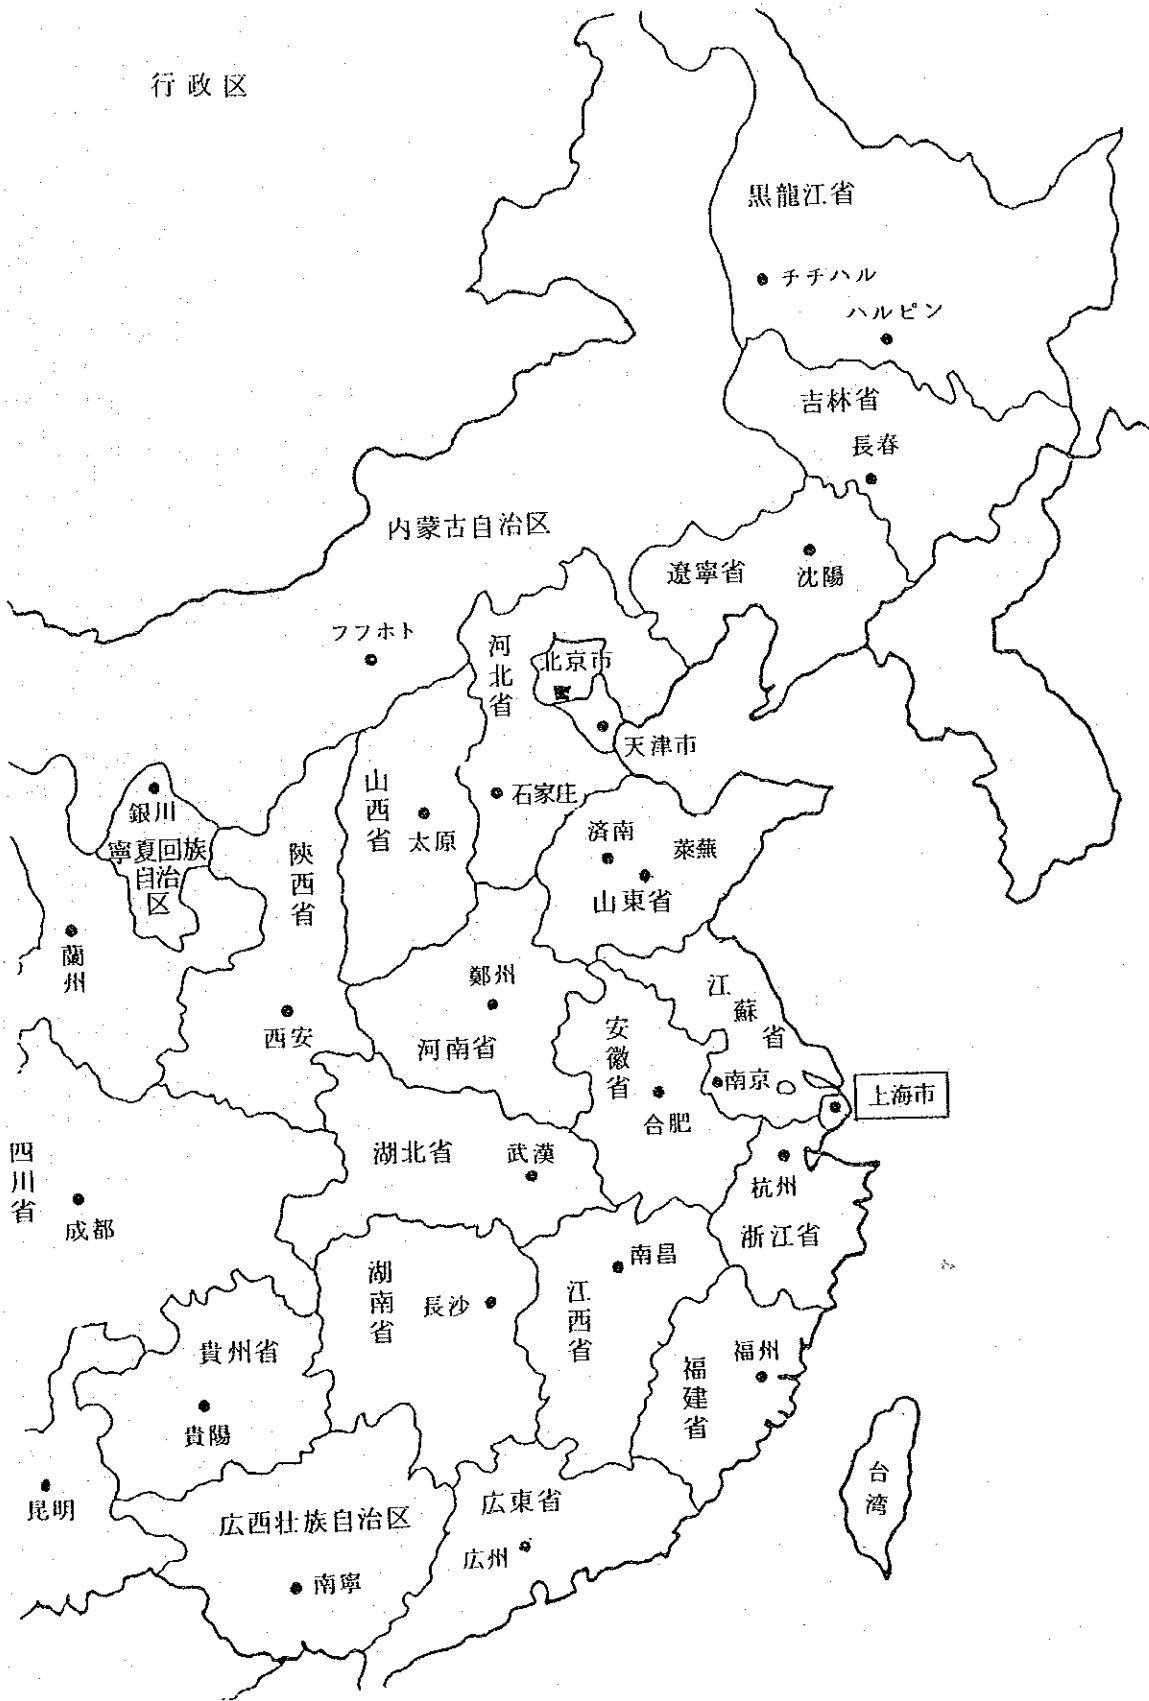 行政区
黒龍江省
チチハル
ハルピン
吉林省
長春
内蒙古自治区
遼寧省
沈陽
フフホト
河北省
北京市
天津市
山西省
太原
石家庄
銀川
寧夏回族
自治
区
陝西省
済南
萊蕪
山東省
蘭州
西安
鄭州
河南省
江蘇省
安徽省
南京
合肥
上海市
四川省
成都
湖北省
武漢
杭州
浙江省
湖南省
長沙
南昌
江西省
福州
福建省
貴州省
貴陽
昆明
台湾
広西壮族自治区
南寧
広東省
広州